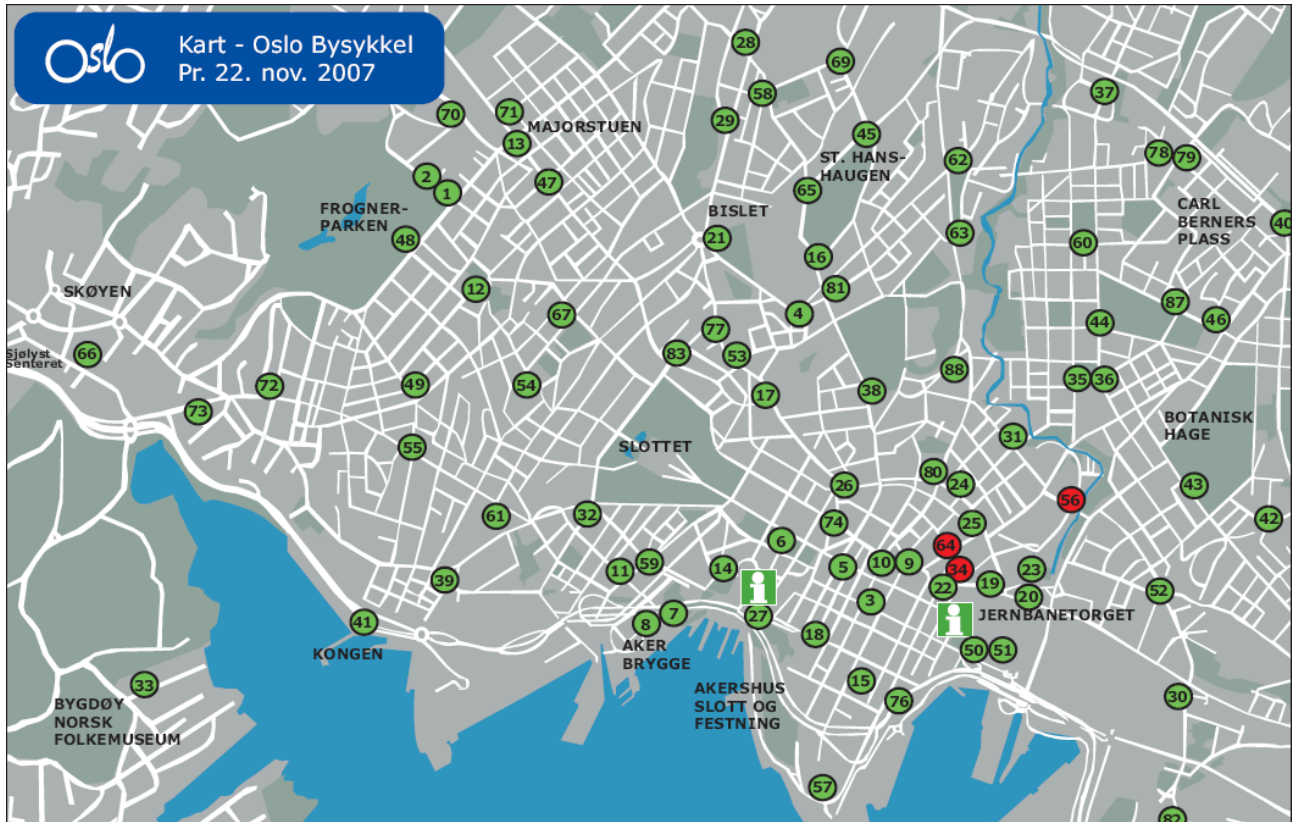 Oslo
Kart - Oslo Bysykkel
Pr. 22. nov. 2007
28
69
58
37
70
71
29
MAJORSTUEN
13
45
ST. HANS-
HAUGEN
62
78
79
2
1
47
65
FROGNER-
PARKEN
48
BISLET
21
CARL
BERNERS
PLASS
40
63
60
16
SKØYEN
12
81
67
4
87
46
44
77
Sjølyst
Senteret
66
83
53
72
49
54
17
38
88
35
36
73
BOTANISK
HAGE
55
SLOTTET
31
80
24
26
43
56
61
32
74
25
42
6
64
11
59
14
5
10
9
34
39
22
19
23
20
52
3
41
8
7
27
18
JERNBANETORGET
KONGEN
AKER
BRYGGE
50
51
33
15
76
30
BYGDØY
NORSK
FOLKEMUSEUM
AKERSHUS
SLOTT OG
FESTNING
57
82